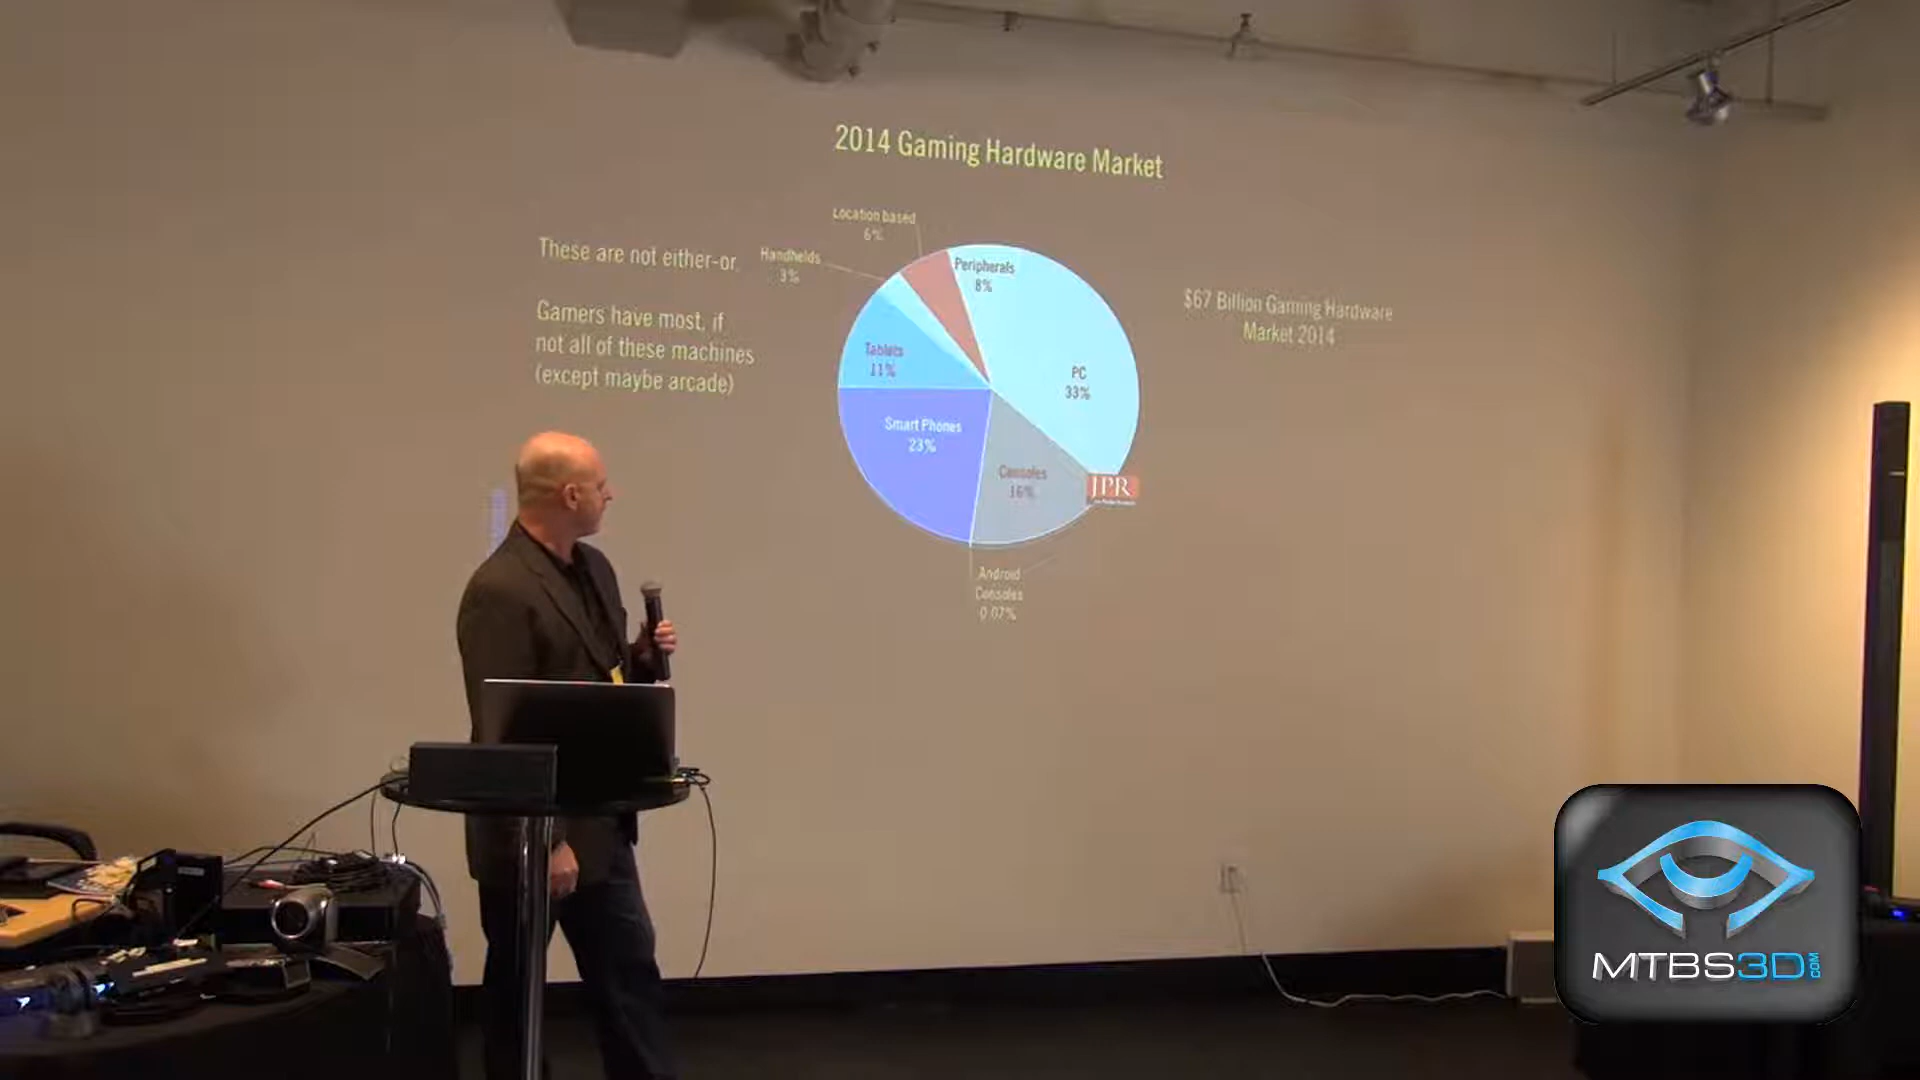 2014 Gaming Hardware Market
Location based
6%
These are not either-or.
Handhelds
3%
Peripherals
8%
Gamers have most, if
not all of these machines
(except maybe arcade)
$67 Billion Gaming Hardware
Market 2014
Tablets
11%
PC
33%
Smart Phones
23%
Consoles
16%
JPR
Android
Consoles
0.07%
MTBS3D.COM